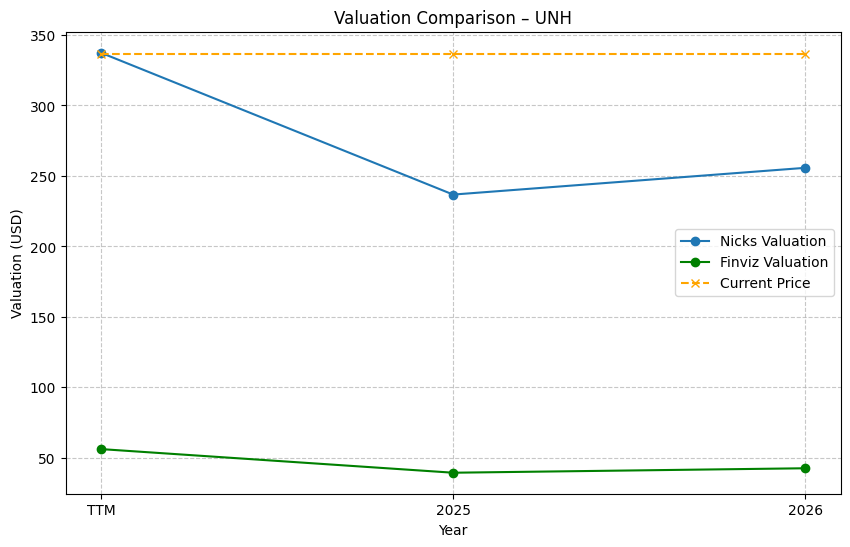 Valuation Comparison – UNH
Valuation (USD)
350
300
250
200
150
100
50
Nicks Valuation
Finviz Valuation
Current Price
TTM
2025
2026
Year